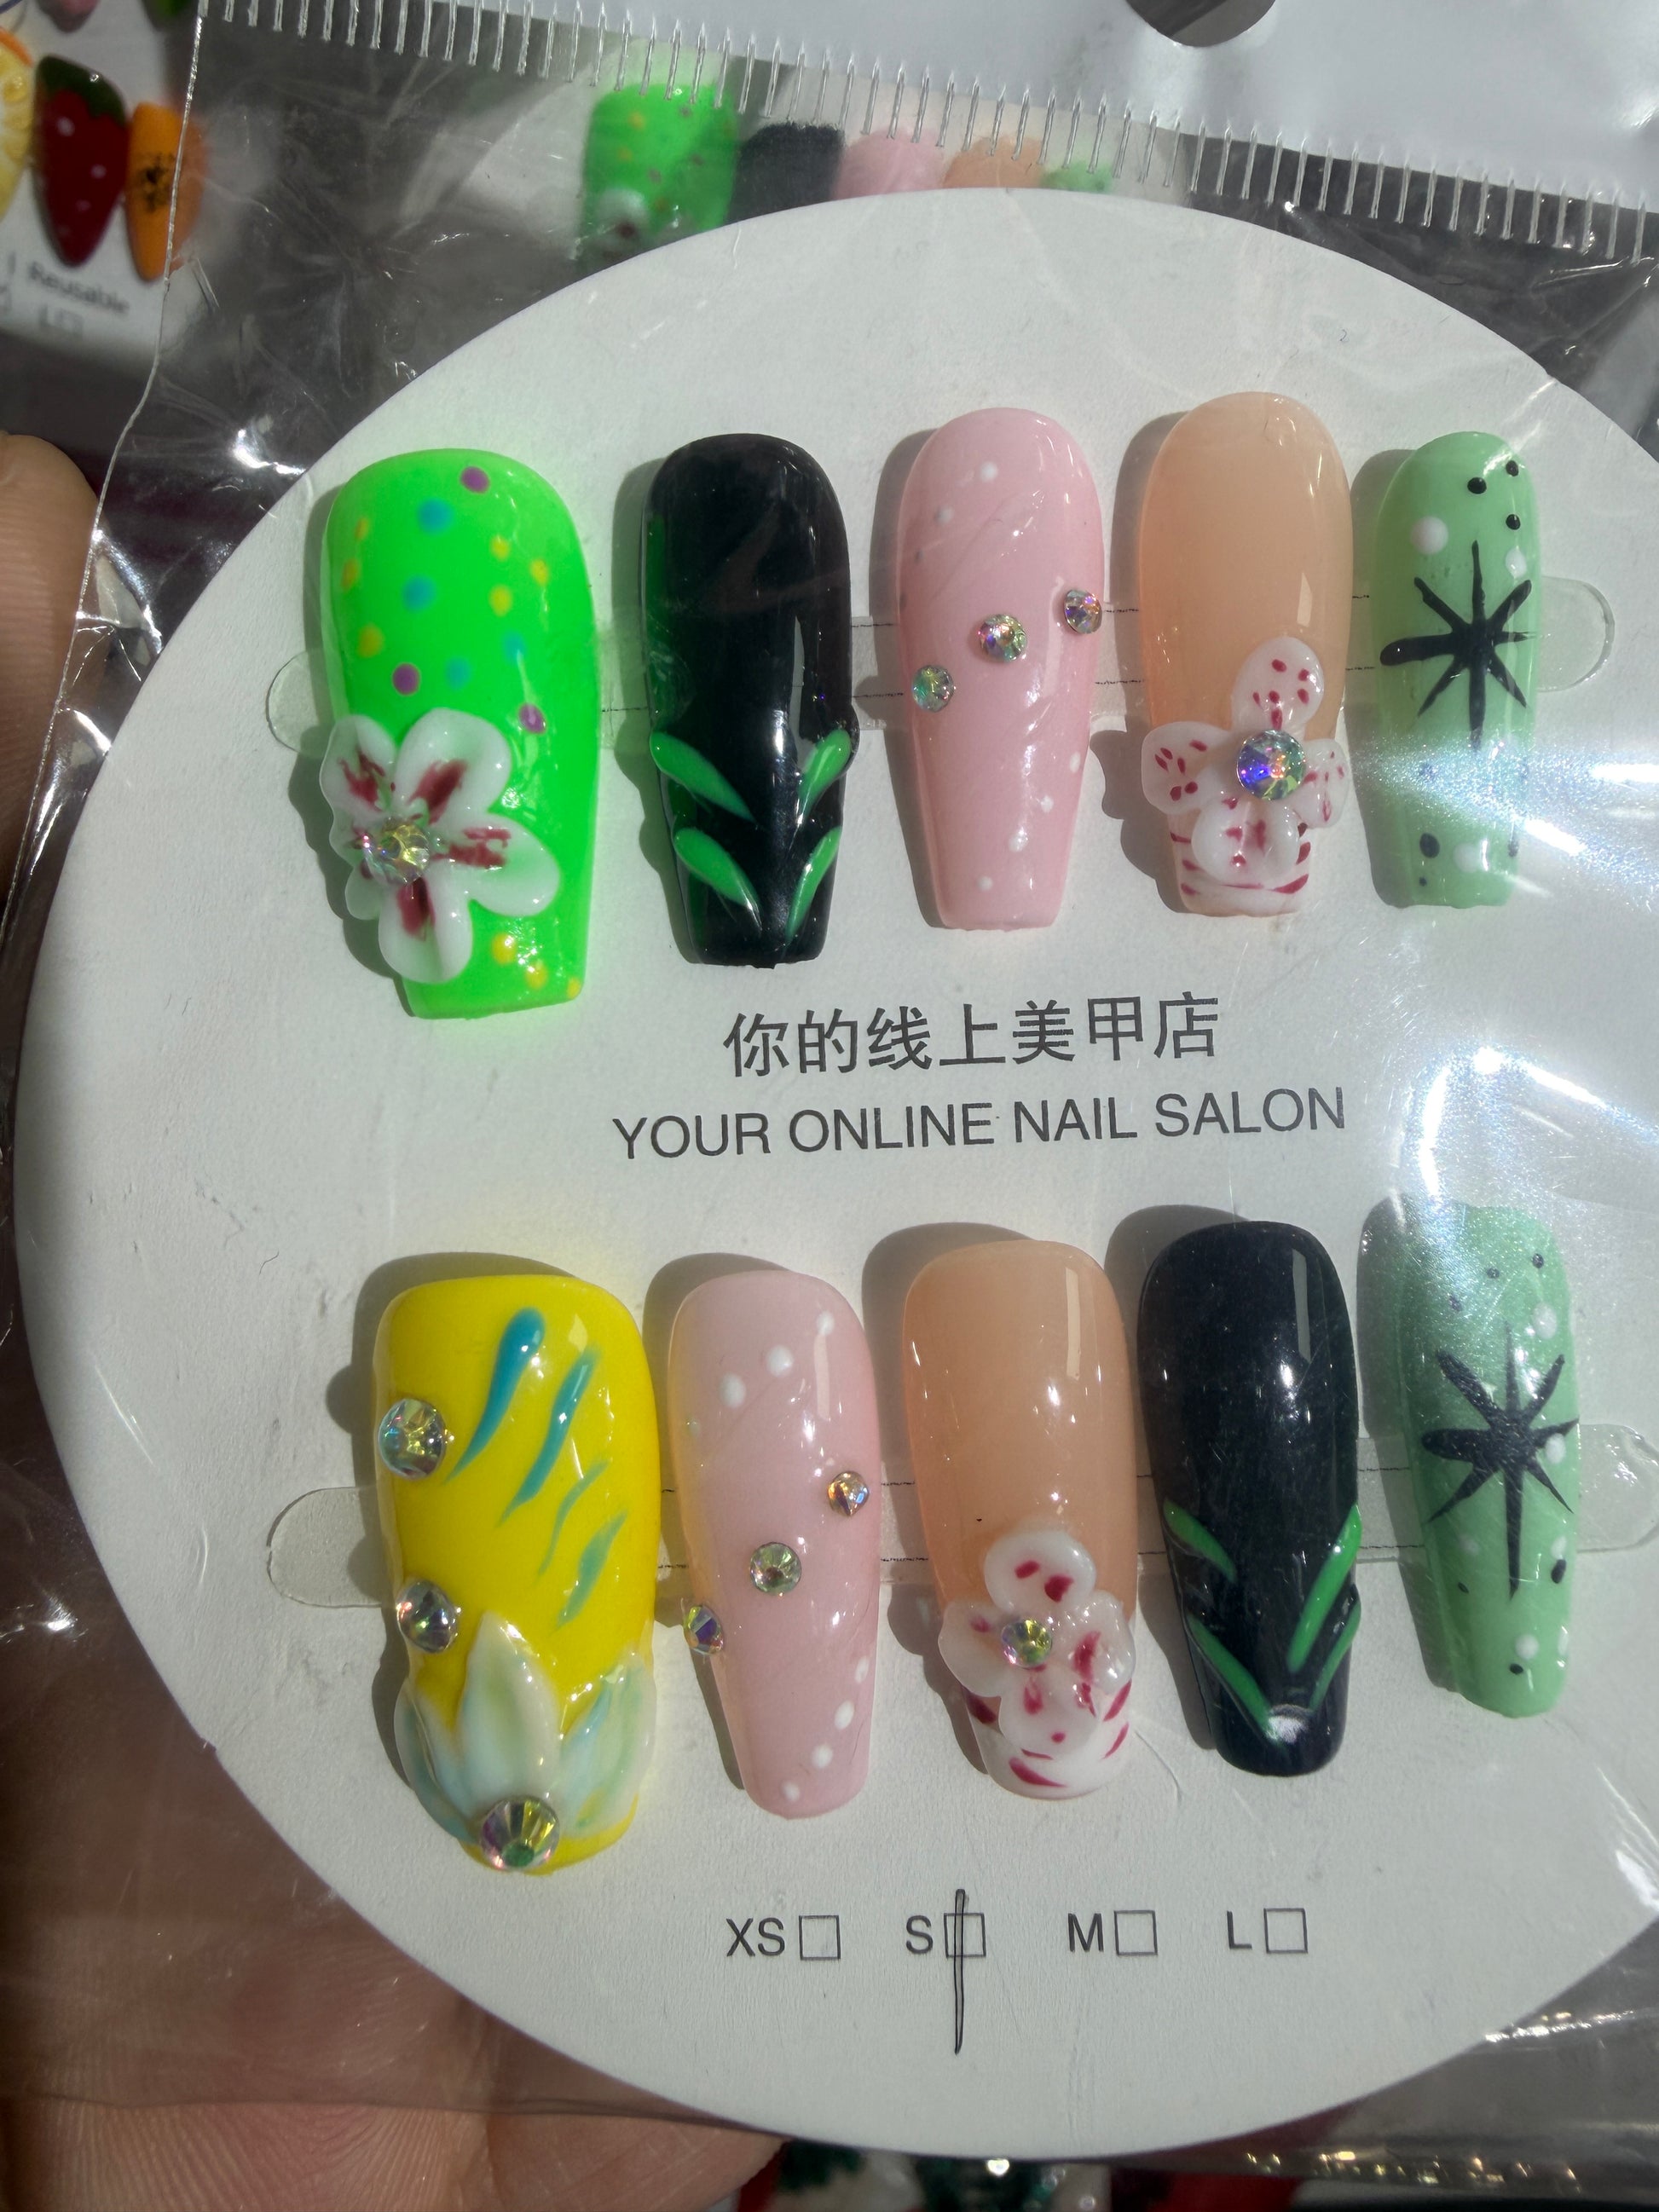 Reusable
L
你的线上美甲店
YOUR ONLINE NAIL SALON
XS S M L